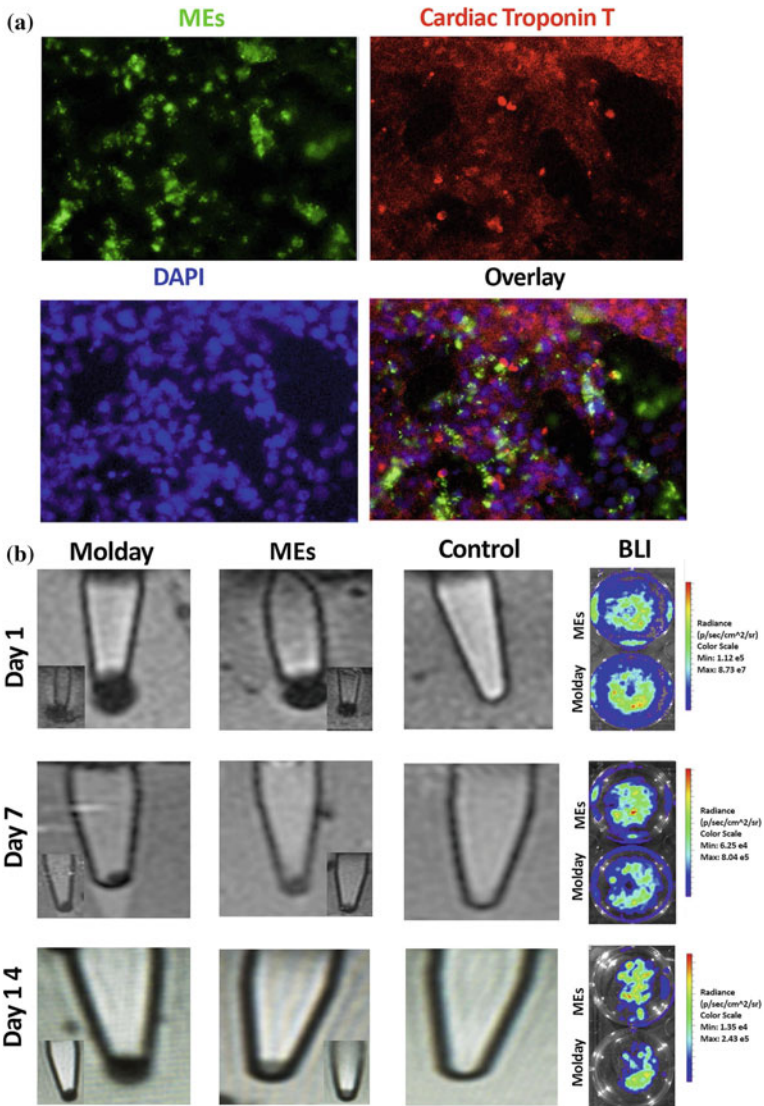 (a)
MEs
Cardiac Troponin T
DAPI
Overlay
(b)
Molday
MEs
Control
BLI
Day 1
MEs
Molday
Radiance
(p/sec/cm^2/sr)
Color Scale
Min: 1.12 e5
Max: 8.73 e7
Day 7
MEs
Molday
Radiance
(p/sec/cm^2/sr)
Color Scale
Min: 6.25 e4
Max: 8.04 e5
Day 14
MEs
Molday
Radiance
(p/sec/cm^2/sr)
Color Scale
Min: 1.35 e4
Max: 2.43 e5